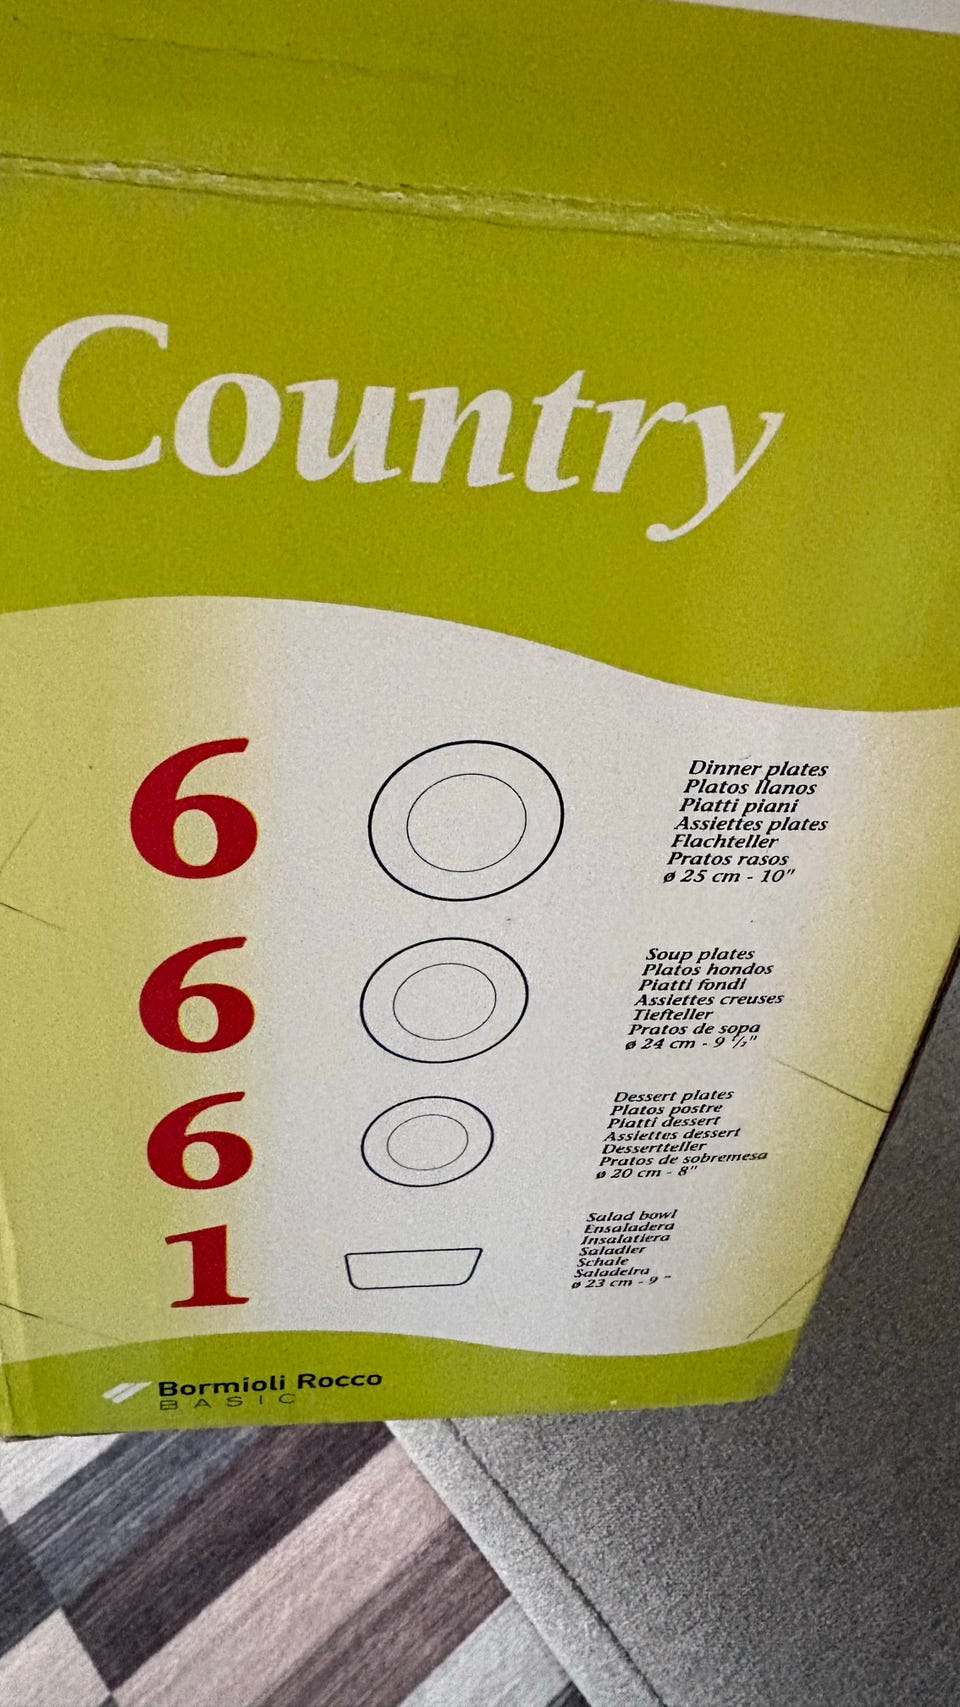 Country
6
Dinner plates
Platos llanos
Piatti piani
Assiettes plates
Flachteller
Pratos rasos
ø 25 cm - 10"
6
Soup plates
Platos hondos
Piatti fondi
Assiettes creuses
Tiefteller
Pratos de sopa
ø 24 cm - 9 1/2"
6
Dessert plates
Platos postre
Piatti dessert
Assiettes dessert
Dessertteller
Pratos de sobremesa
ø 20 cm - 8"
1
Salad bowl
Ensaladera
Insalatiera
Saladier
Schale
Saladeira
ø 23 cm - 9 "
Bormioli Rocco
BASIC